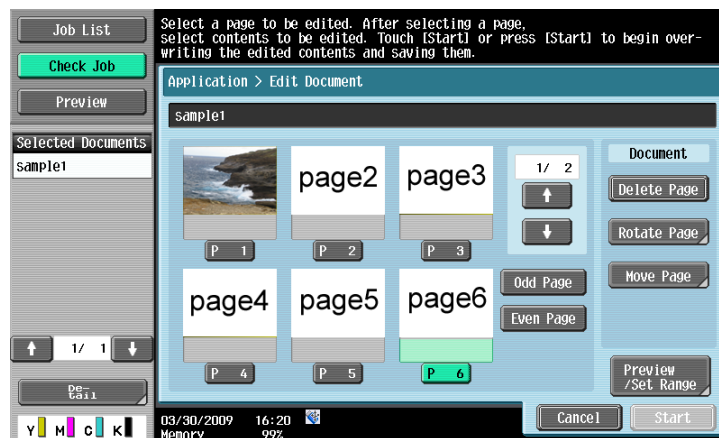 Job List
Check Job
Preview
Selected Documents
sample1
1/ 1
De-
tail
Y M C K
Select a page to be edited. After selecting a page,
select contents to be edited. Touch [Start] or press [Start] to begin over-
writing the edited contents and saving them.
Application > Edit Document
sample1
page2
page3
P 1
P 2
P 3
page4
page5
page6
P 4
P 5
P 6
1/ 2
Odd Page
Even Page
Document
Delete Page
Rotate Page
Move Page
Preview
/Set Range
03/30/2009 16:20
Memory 99%
Cancel
Start